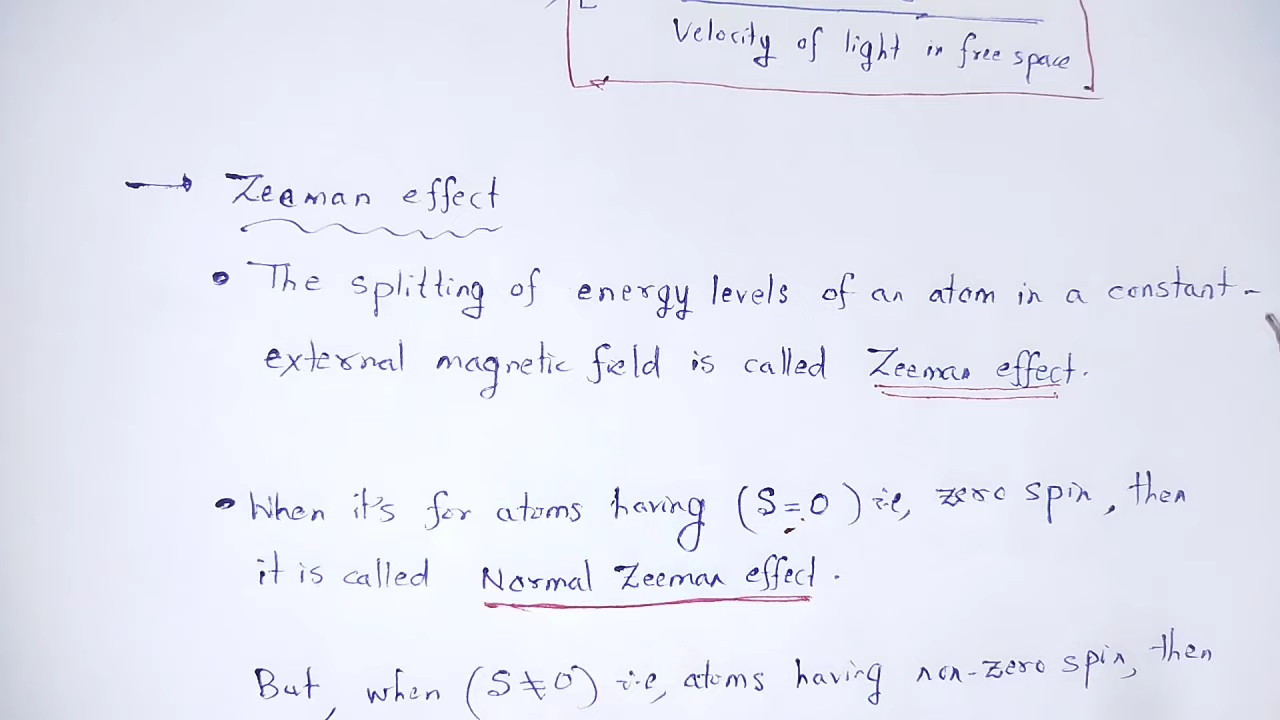 Velocity of light in free space
→ Zeeman effect
• The splitting of energy levels of an atom in a constant-
external magnetic field is called Zeeman effect.
• When it's for atoms having (S=0) i.e, zero spin, then
it is called Normal Zeeman effect.
But, when (S≠0) i.e, atoms having non-zero spin, then